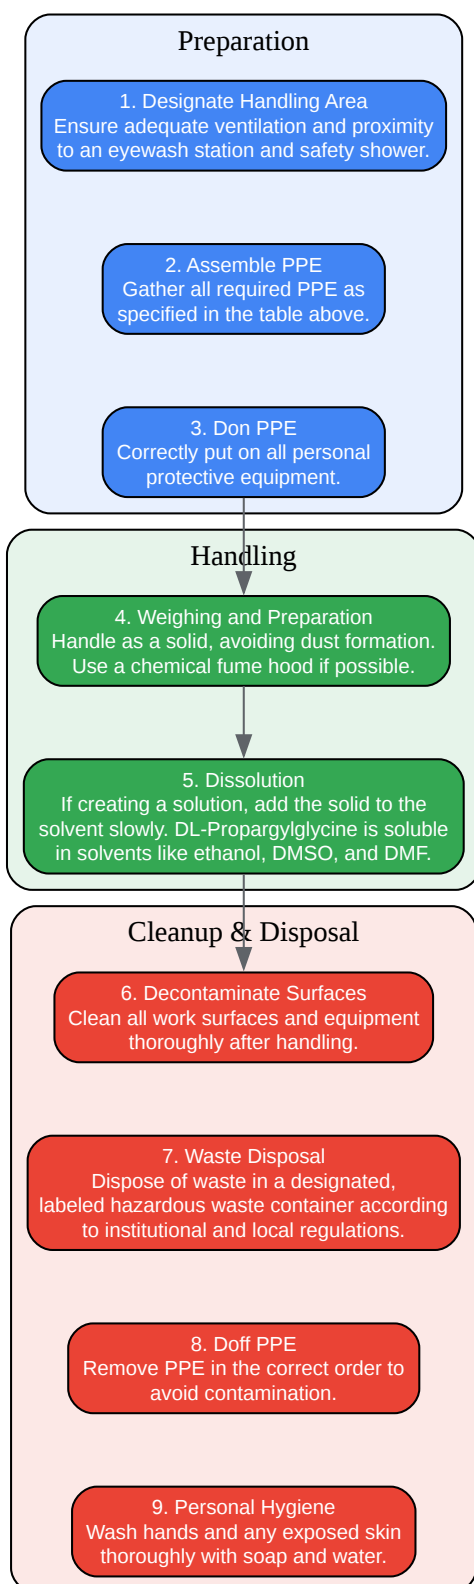 Preparation
1. Designate Handling Area
Ensure adequate ventilation and proximity
to an eyewash station and safety shower.
2. Assemble PPE
Gather all required PPE as
specified in the table above.
3. Don PPE
Correctly put on all personal
protective equipment.
Handling
4. Weighing and Preparation
Handle as a solid, avoiding dust formation.
Use a chemical fume hood if possible.
5. Dissolution
If creating a solution, add the solid to the
solvent slowly. DL-Propargylglycine is soluble
in solvents like ethanol, DMSO, and DMF.
Cleanup & Disposal
6. Decontaminate Surfaces
Clean all work surfaces and equipment
thoroughly after handling.
7. Waste Disposal
Dispose of waste in a designated,
labeled hazardous waste container according
to institutional and local regulations.
8. Doff PPE
Remove PPE in the correct order to
avoid contamination.
9. Personal Hygiene
Wash hands and any exposed skin
thoroughly with soap and water.